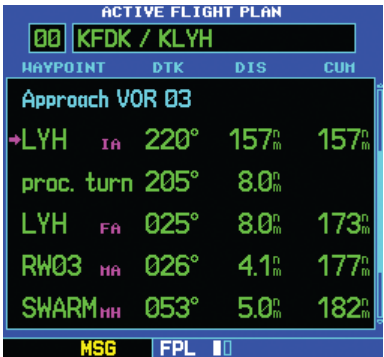 ACTIVE FLIGHT PLAN
00 KFDK / KLYH
WAYPOINT DTK DIS CUM
Approach VOR 03
LYH IA 220° 157nm 157nm
proc. turn 205° 8.0nm
LYH FA 025° 8.0nm 173nm
RW03 MA 026° 4.1nm 177nm
SWARM MH 053° 5.0nm 182nm
MSG FPL